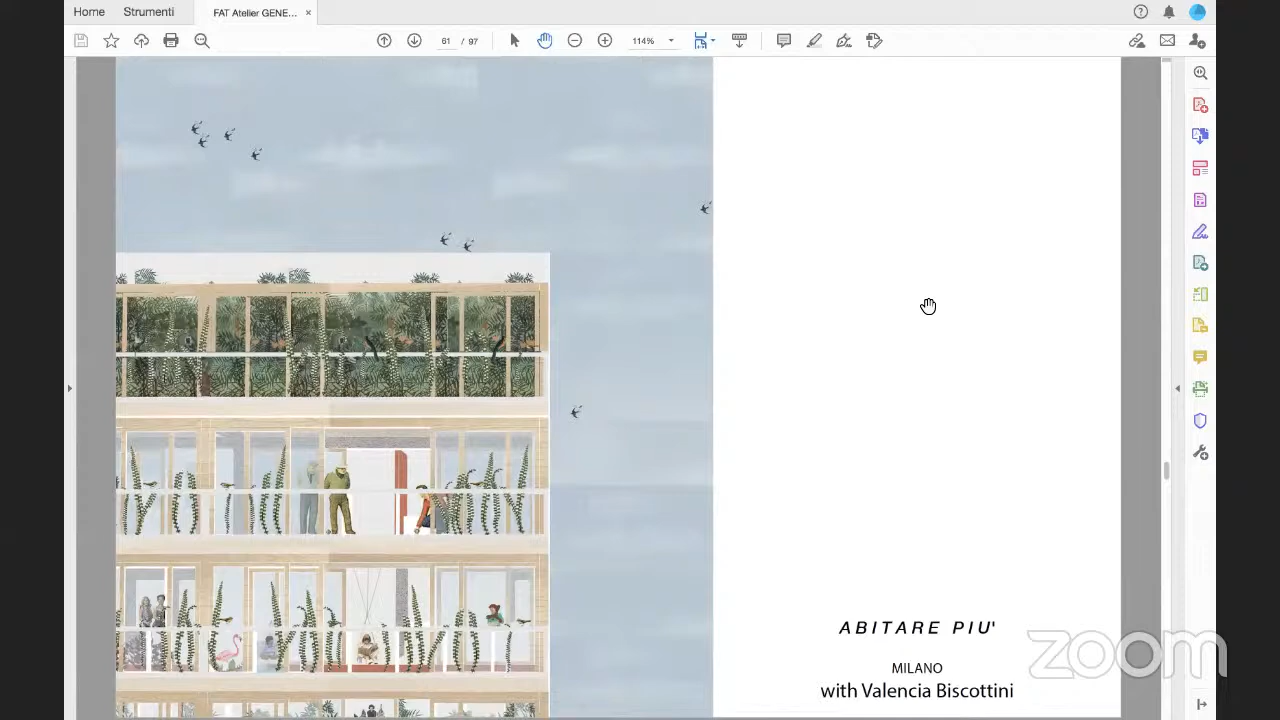 Home
Strumenti
FAT Atelier GENE...
61 / 97
114%
ABITARE PIU'
MILANO
with Valencia Biscottini
zoom